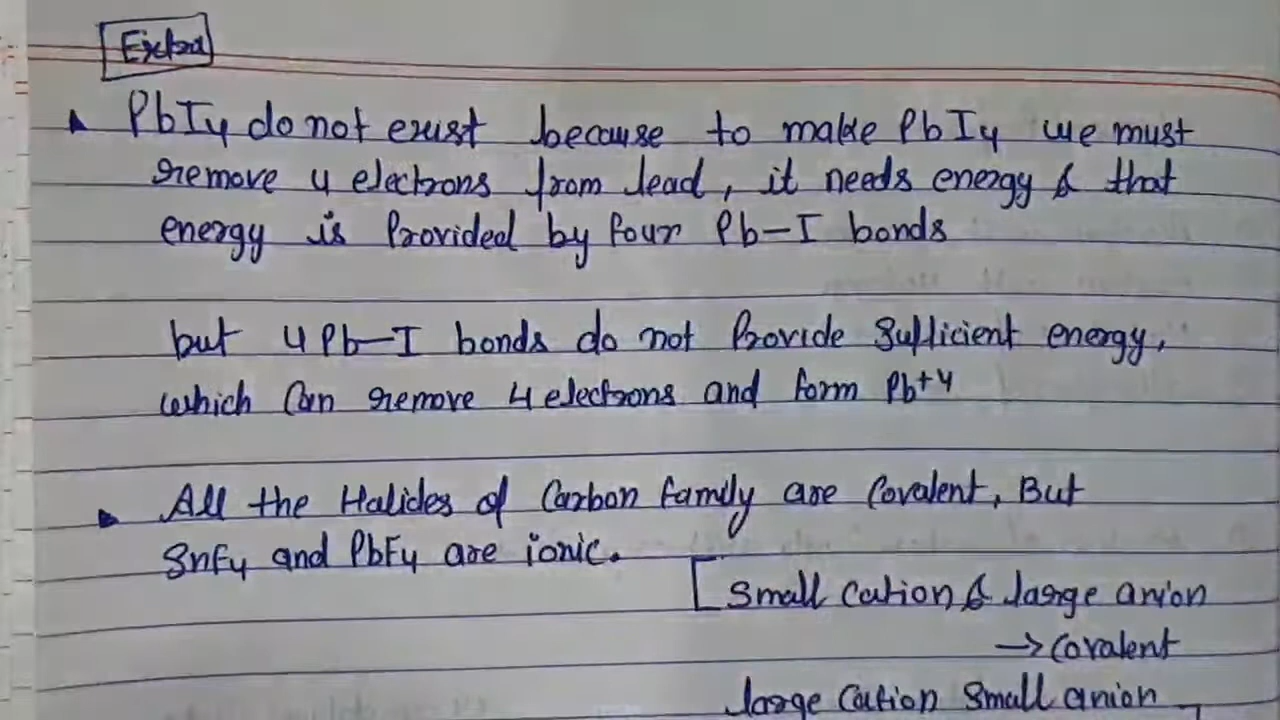 Extra
PbI4 do not exist because to make PbI4 we must
remove 4 electrons from lead, it needs energy & that
energy is Provided by four Pb-I bonds
but 4 Pb-I bonds do not Provide Sufficient energy,
which Can remove 4 electrons and form Pb+4
All the Halides of Carbon family are Covalent, But
SnF4 and PbF4 are ionic.
[Small Cation & large anion
→ Covalent
large Cation Small anion